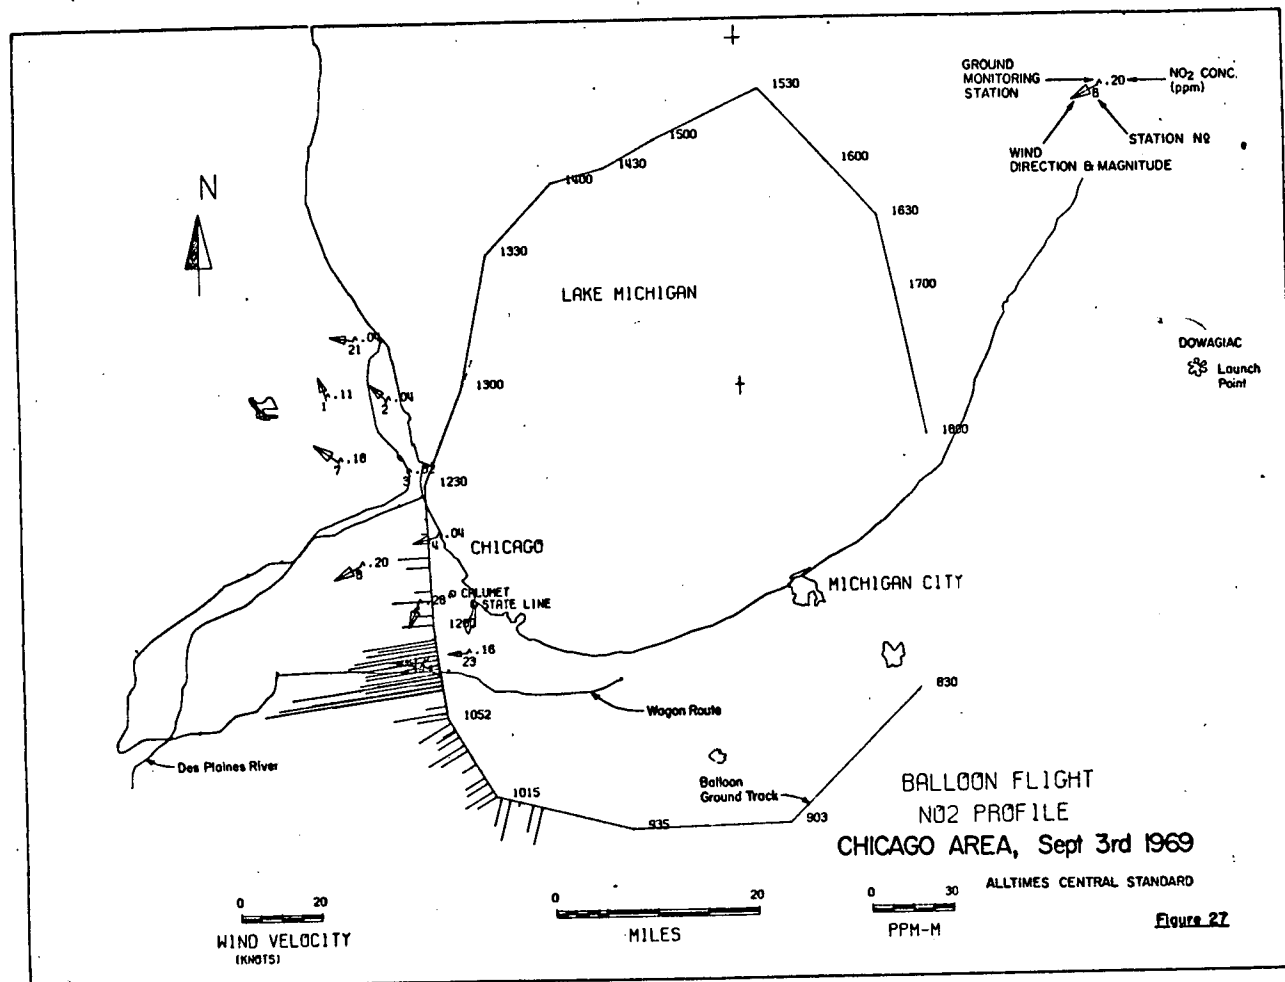 GROUND
MONITORING
STATION
.20
NO2 CONC.
(ppm)
8
STATION Nº
WIND
DIRECTION & MAGNITUDE
N
1530
1500
1430
1400
1600
1630
1330
1700
LAKE MICHIGAN
DOWAGIAC
Launch
Point
.04
21
1300
.11
1
.04
2
1800
.18
7
.02
3
1230
.04
4
CHICAGO
.20
8
CALUMET
STATE LINE
.28
1200
MICHIGAN CITY
.16
23
830
Wagon Route
1052
Des Plaines River
Balloon
Ground Track
1015
935
903
BALLOON FLIGHT
NO2 PROFILE
CHICAGO AREA, Sept 3rd 1969
ALLTIMES CENTRAL STANDARD
0 20
WIND VELOCITY
(KNOTS)
0 20
MILES
0 30
PPM-M
Figure 27